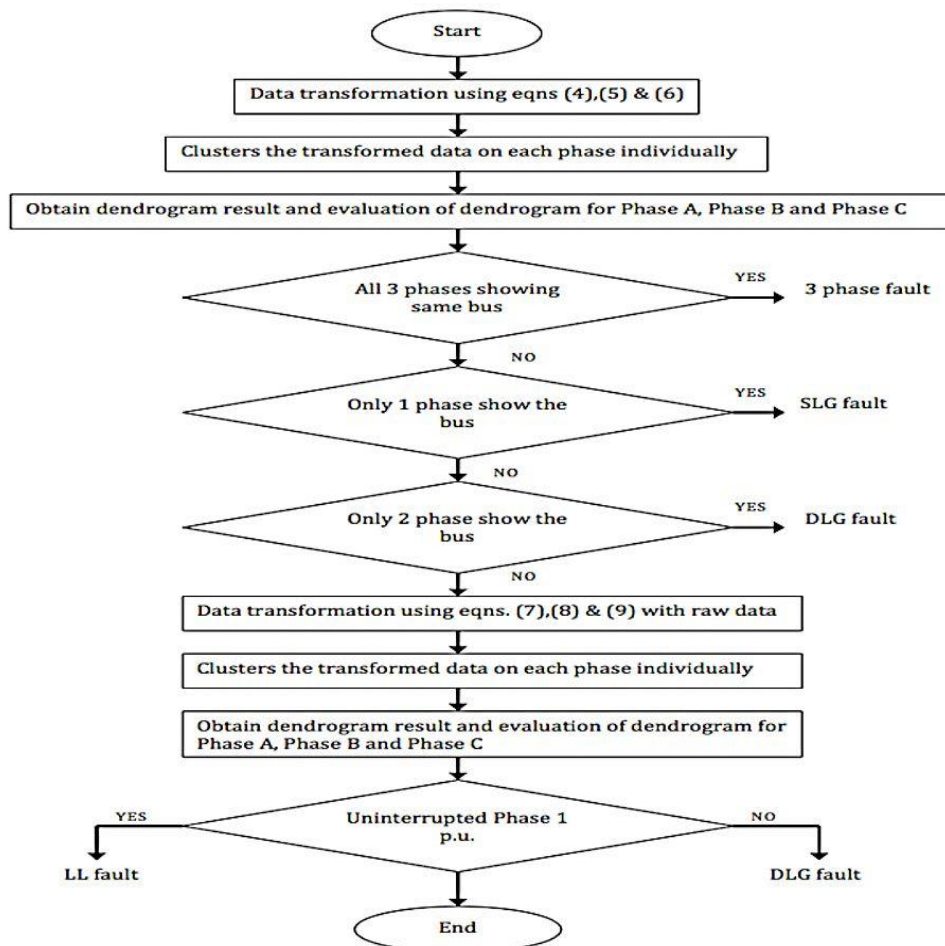 Start
Data transformation using eqns (4),(5) & (6)
Clusters the transformed data on each phase individually
Obtain dendrogram result and evaluation of dendrogram for Phase A, Phase B and Phase C
All 3 phases showing
same bus
YES
3 phase fault
NO
Only 1 phase show the
bus
YES
SLG fault
NO
Only 2 phase show the
bus
YES
DLG fault
NO
Data transformation using eqns. (7),(8) & (9) with raw data
Clusters the transformed data on each phase individually
Obtain dendrogram result and evaluation of dendrogram for
Phase A, Phase B and Phase C
Uninterrupted Phase 1
p.u.
YES
NO
LL fault
DLG fault
End